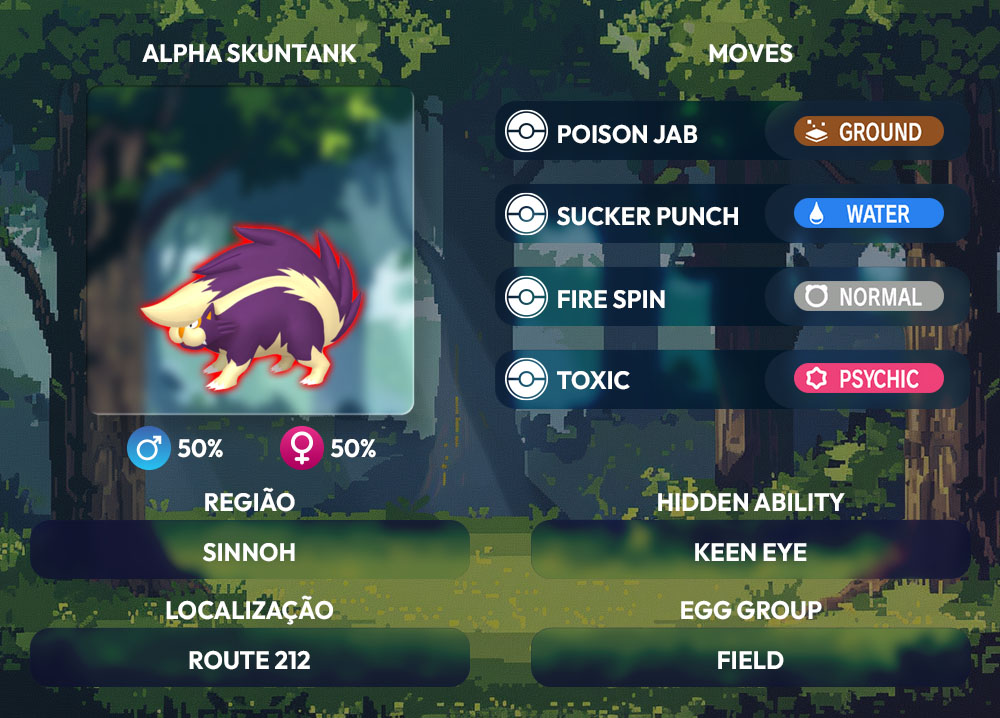 ALPHA SKUNTANK
MOVES
POISON JAB
GROUND
SUCKER PUNCH
WATER
FIRE SPIN
NORMAL
TOXIC
PSYCHIC
50%
50%
REGIÃO
SINNOH
HIDDEN ABILITY
KEEN EYE
LOCALIZAÇÃO
ROUTE 212
EGG GROUP
FIELD